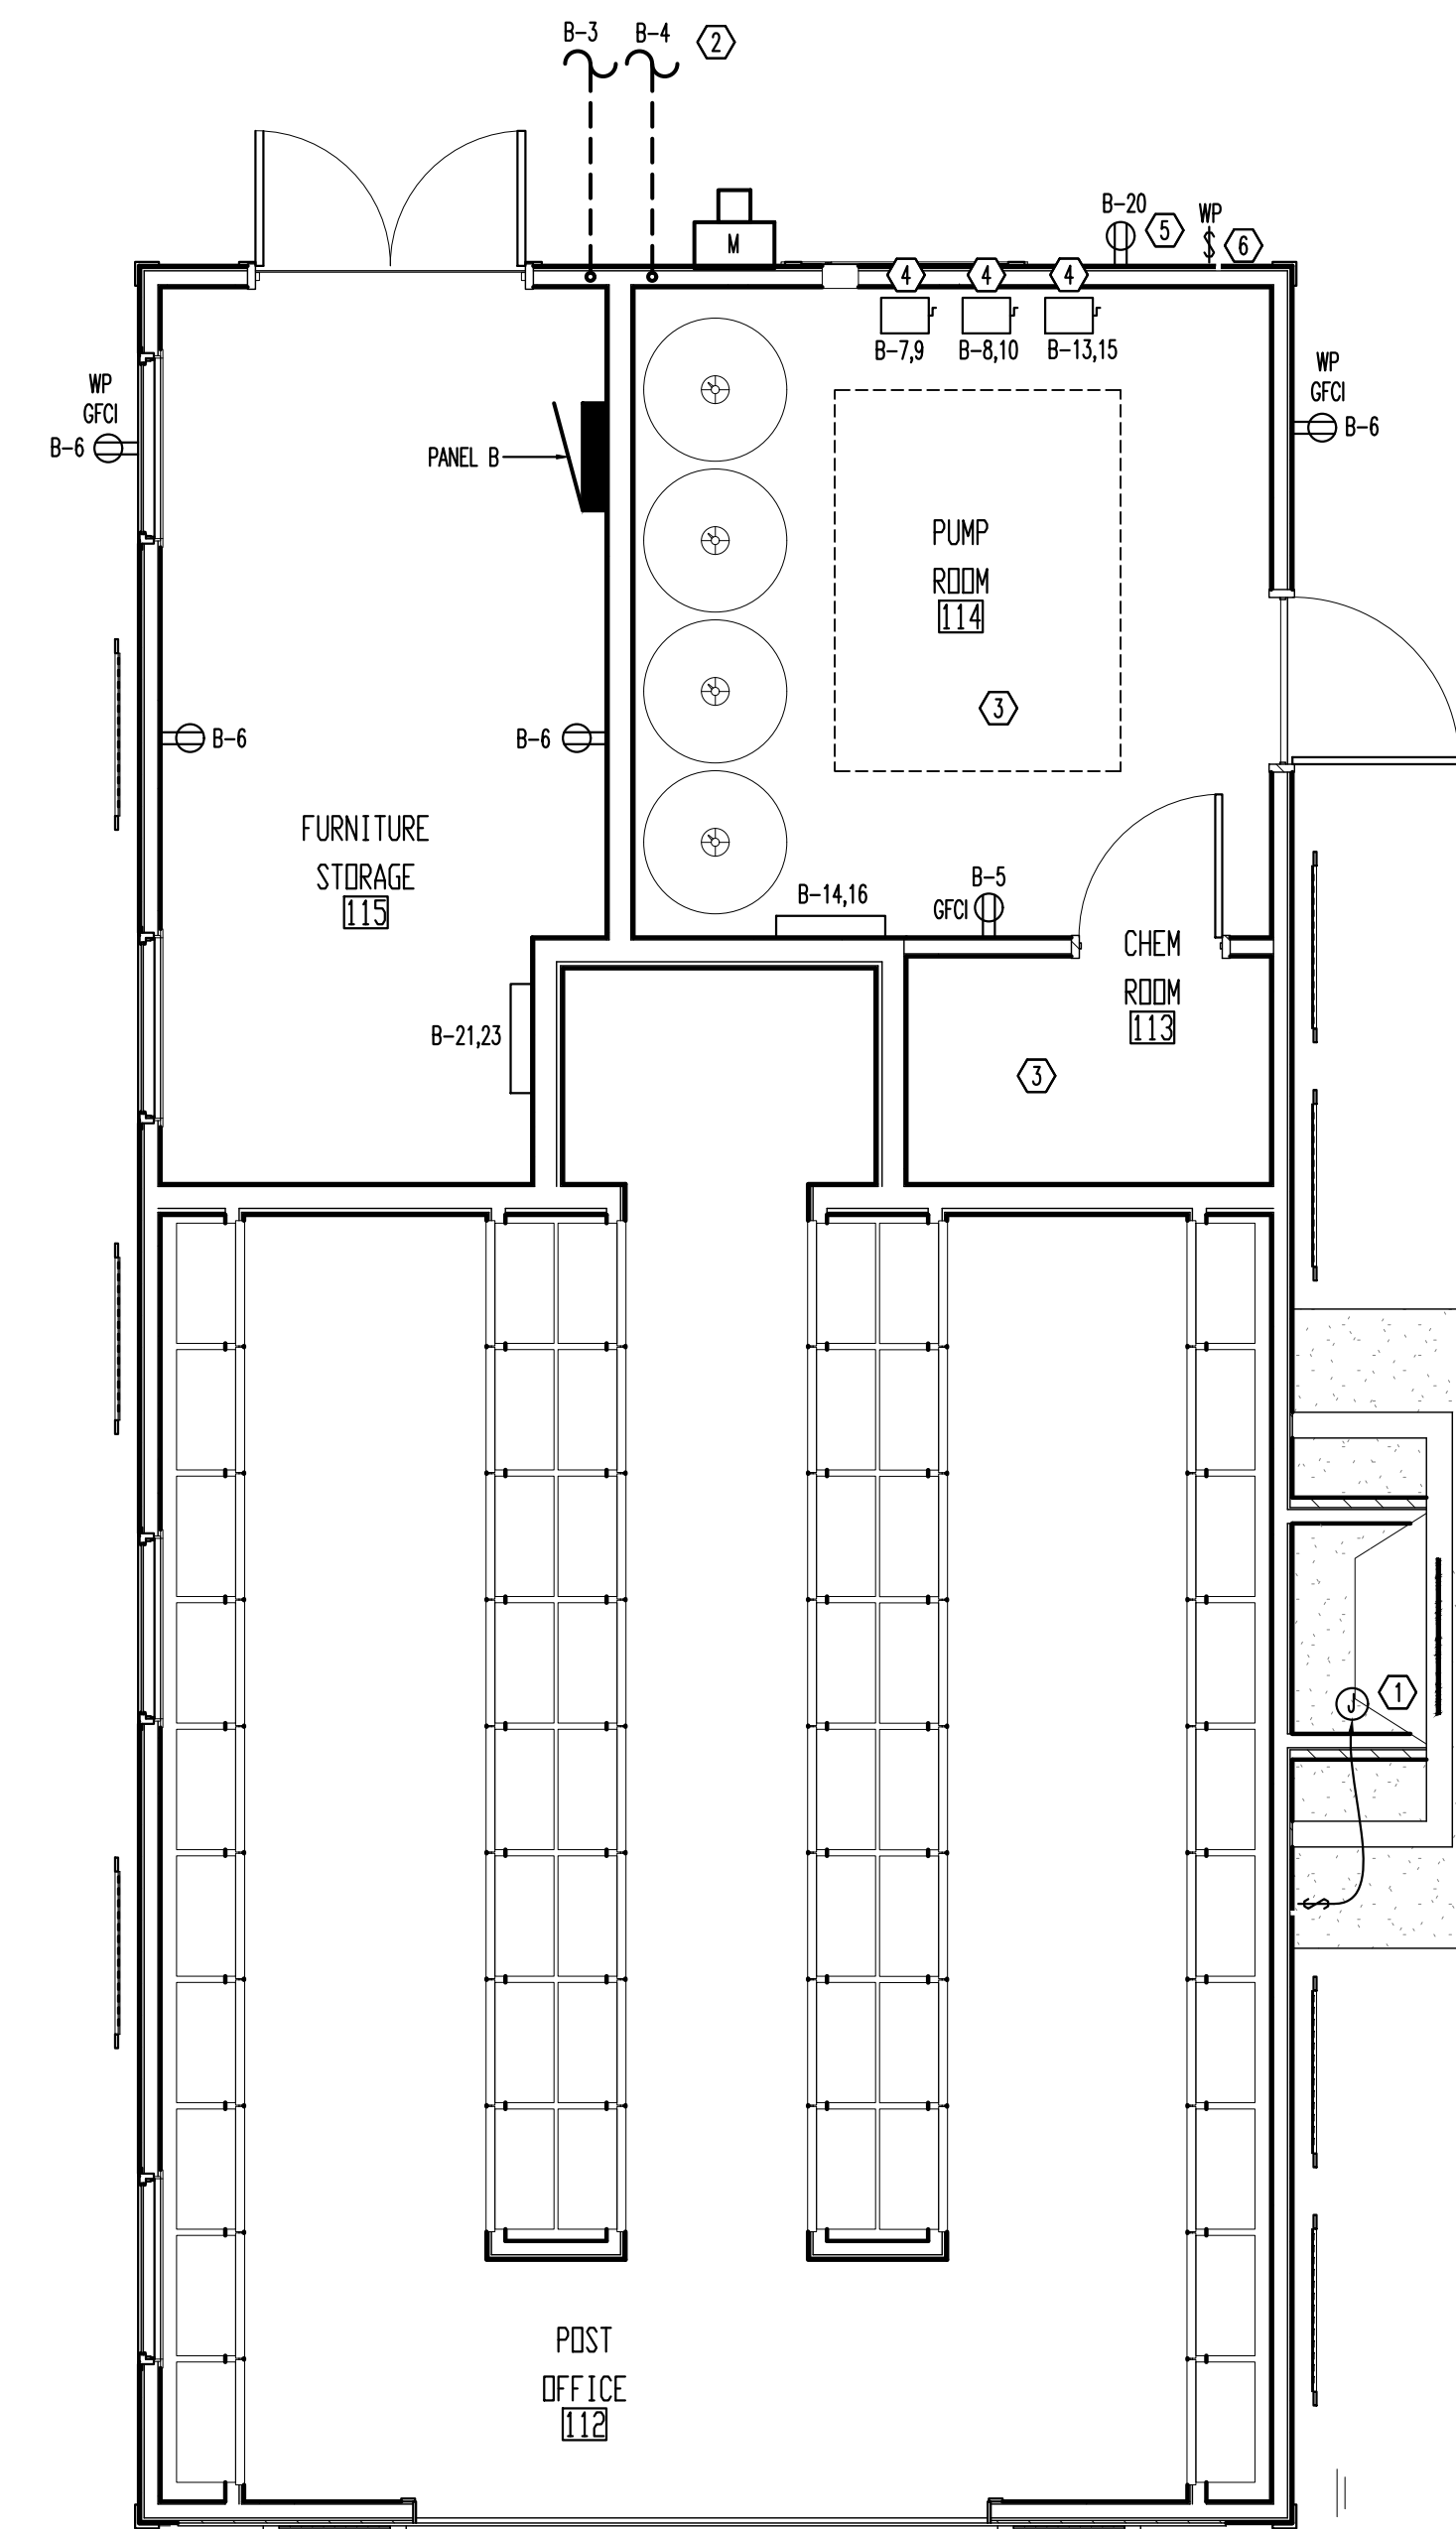 B-3
B-4
2
M
B-20
5
WP
$
6
4
4
4
B-7,9
B-8,10
B-13,15
WP
GFCI
B-6
WP
GFCI
B-6
PANEL B
PUMP
ROOM
114
3
B-6
B-6
FURNITURE
STORAGE
115
B-14,16
B-5
GFCI
CHEM
ROOM
113
B-21,23
3
J
1
$
POST
OFFICE
112